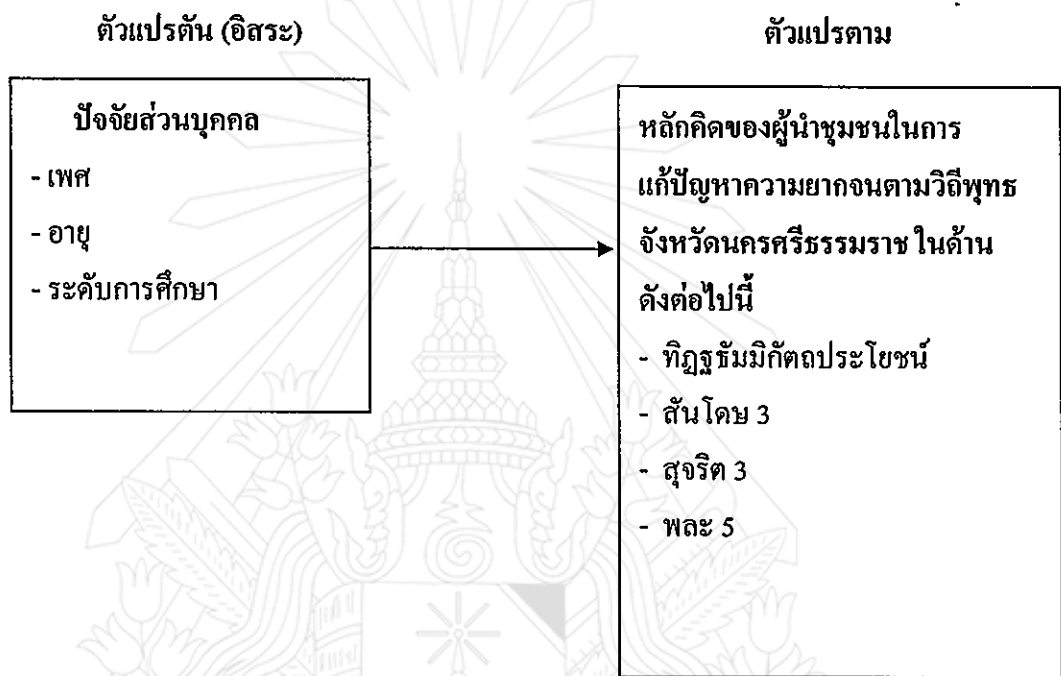 ตัวแปรต้น (อิสระ)
ปัจจัยส่วนบุคคล
- เพศ
- อายุ
- ระดับการศึกษา
ตัวแปรตาม
หลักคิดของผู้นำชุมชนในการ
แก้ปัญหาความยากจนตามวิถีพุทธ
จังหวัดนครศรีธรรมราช ในด้าน
ดังต่อไปนี้
- ทิฏฐธัมมิกัตถประโยชน์
- สันโดษ 3
- สุจริต 3
- พละ 5